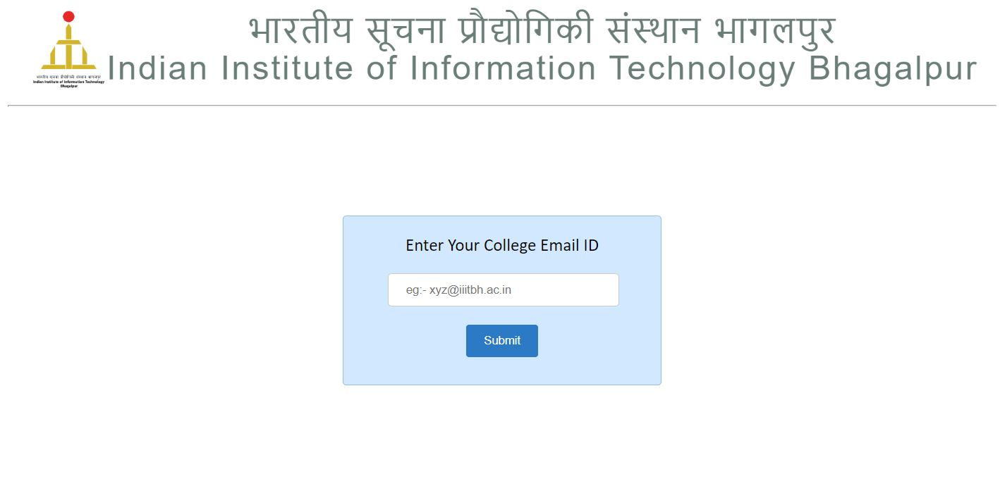 भारतीय सूचना प्रौद्योगिकी संस्थान भागलपुर
Indian Institute of Information Technology Bhagalpur
भारतीय सूचना प्रौद्योगिकी संस्थान भागलपुर
Indian Institute of Information Technology
Bhagalpur
Enter Your College Email ID
eg:- xyz@iiitbh.ac.in
Submit